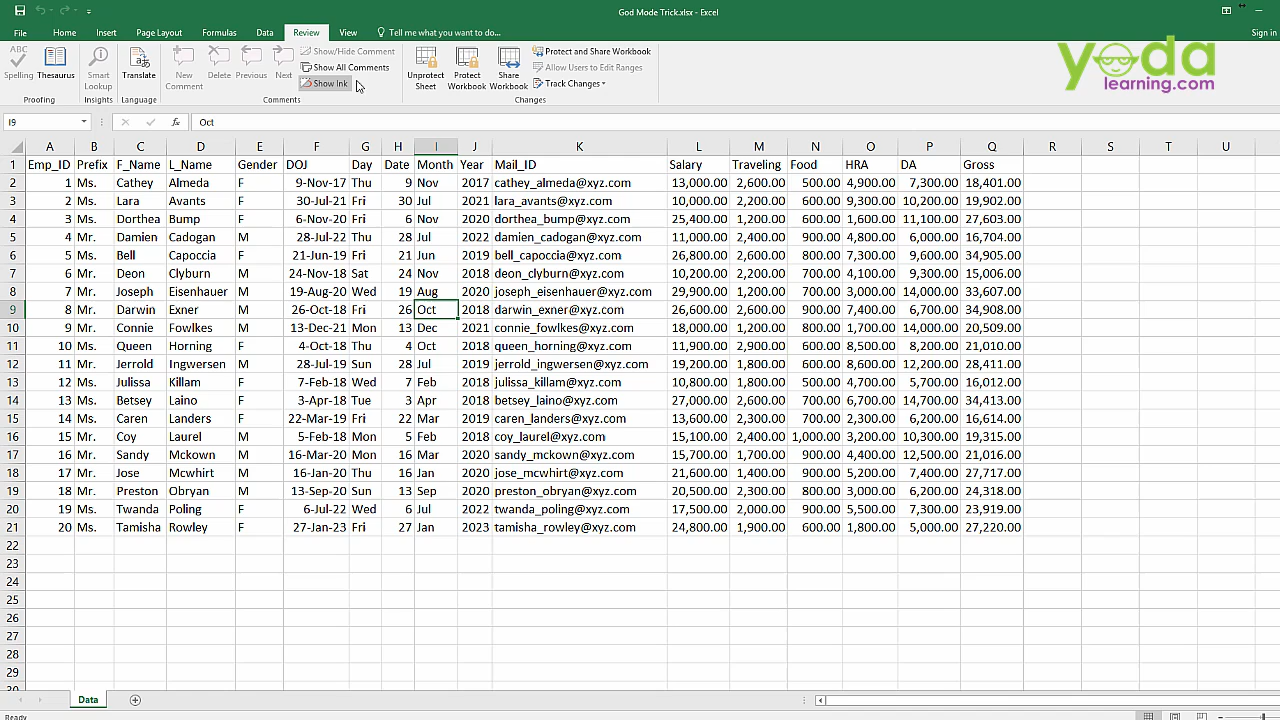 God Mode Trick.xlsx - Excel
File Home Insert Page Layout Formulas Data Review View Tell me what you want to do... Sign in
ABC
Spelling Thesaurus Smart Lookup Translate New Comment Delete Previous Next Show/Hide Comment Show All Comments Show Ink Unprotect Sheet Protect Workbook Share Workbook Protect and Share Workbook Allow Users to Edit Ranges Track Changes
Proofing Insights Language Comments Changes
yoda
learning.com
I9 fx Oct
A B C D E F G H I J K L M N O P Q R S T U
1 Emp_ID Prefix F_Name L_Name Gender DOJ Day Date Month Year Mail_ID Salary Traveling Food HRA DA Gross
2 1 Ms. Cathey Almeda F 9-Nov-17 Thu 9 Nov 2017 cathey_almeda@xyz.com 13,000.00 2,600.00 500.00 4,900.00 7,300.00 18,401.00
3 2 Ms. Lara Avants F 30-Jul-21 Fri 30 Jul 2021 lara_avants@xyz.com 10,000.00 1,200.00 600.00 9,300.00 10,200.00 19,902.00
4 3 Ms. Dorthea Bump F 6-Nov-20 Fri 6 Nov 2020 dorthea_bump@xyz.com 25,400.00 1,200.00 600.00 1,600.00 11,100.00 27,603.00
5 4 Mr. Damien Cadogan M 28-Jul-22 Thu 28 Jul 2022 damien_cadogan@xyz.com 11,000.00 2,400.00 900.00 4,800.00 6,000.00 16,704.00
6 5 Ms. Bell Capoccia F 21-Jun-19 Fri 21 Jun 2019 bell_capoccia@xyz.com 26,800.00 2,600.00 800.00 7,300.00 9,600.00 34,905.00
7 6 Mr. Deon Clyburn M 24-Nov-18 Sat 24 Nov 2018 deon_clyburn@xyz.com 10,200.00 2,200.00 700.00 4,100.00 9,300.00 15,006.00
8 7 Mr. Joseph Eisenhauer M 19-Aug-20 Wed 19 Aug 2020 joseph_eisenhauer@xyz.com 29,900.00 1,200.00 700.00 3,000.00 14,000.00 33,607.00
9 8 Mr. Darwin Exner M 26-Oct-18 Fri 26 Oct 2018 darwin_exner@xyz.com 26,600.00 2,600.00 900.00 7,400.00 6,700.00 34,908.00
10 9 Mr. Connie Fowlkes M 13-Dec-21 Mon 13 Dec 2021 connie_fowlkes@xyz.com 18,000.00 1,200.00 800.00 1,700.00 14,000.00 20,509.00
11 10 Ms. Queen Horning F 4-Oct-18 Thu 4 Oct 2018 queen_horning@xyz.com 11,900.00 2,900.00 600.00 8,500.00 8,200.00 21,010.00
12 11 Mr. Jerrold Ingwersen M 28-Jul-19 Sun 28 Jul 2019 jerrold_ingwersen@xyz.com 19,200.00 1,800.00 600.00 8,600.00 12,200.00 28,411.00
13 12 Ms. Julissa Killam F 7-Feb-18 Wed 7 Feb 2018 julissa_killam@xyz.com 10,800.00 1,800.00 600.00 4,700.00 5,700.00 16,012.00
14 13 Ms. Betsey Laino F 3-Apr-18 Tue 3 Apr 2018 betsey_laino@xyz.com 27,000.00 2,600.00 700.00 6,700.00 14,700.00 34,413.00
15 14 Ms. Caren Landers F 22-Mar-19 Fri 22 Mar 2019 caren_landers@xyz.com 13,600.00 2,300.00 700.00 2,300.00 6,200.00 16,614.00
16 15 Mr. Coy Laurel M 5-Feb-18 Mon 5 Feb 2018 coy_laurel@xyz.com 15,100.00 2,400.00 1,000.00 3,200.00 10,300.00 19,315.00
17 16 Mr. Sandy Mckown M 16-Mar-20 Mon 16 Mar 2020 sandy_mckown@xyz.com 15,700.00 1,700.00 900.00 4,400.00 12,500.00 21,016.00
18 17 Mr. Jose Mcwhirt M 16-Jan-20 Thu 16 Jan 2020 jose_mcwhirt@xyz.com 21,600.00 1,400.00 900.00 5,200.00 7,400.00 27,717.00
19 18 Mr. Preston Obryan M 13-Sep-20 Sun 13 Sep 2020 preston_obryan@xyz.com 20,500.00 2,300.00 800.00 3,000.00 6,200.00 24,318.00
20 19 Ms. Twanda Poling F 6-Jul-22 Wed 6 Jul 2022 twanda_poling@xyz.com 17,500.00 2,000.00 900.00 5,500.00 7,300.00 23,919.00
21 20 Ms. Tamisha Rowley F 27-Jan-23 Fri 27 Jan 2023 tamisha_rowley@xyz.com 24,800.00 1,900.00 600.00 1,800.00 5,000.00 27,220.00
22
23
24
25
26
27
28
29
30
Data
Ready